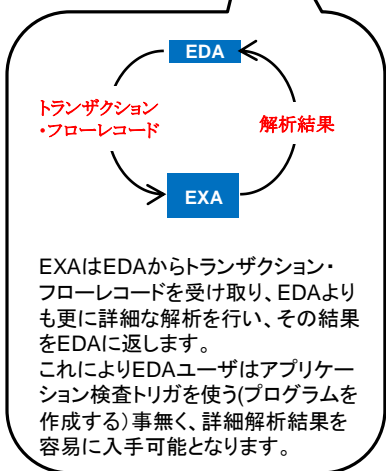 EDA
トランザクション
・フローレコード
解析結果
EXA
EXAはEDAからトランザクション・
フローレコードを受け取り、EDAより
も更に詳細な解析を行い、その結果
をEDAに返します。
これによりEDAユーザはアプリケー
ション検査トリガを使う(プログラムを
作成する)事無く、詳細解析結果を
容易に入手可能となります。